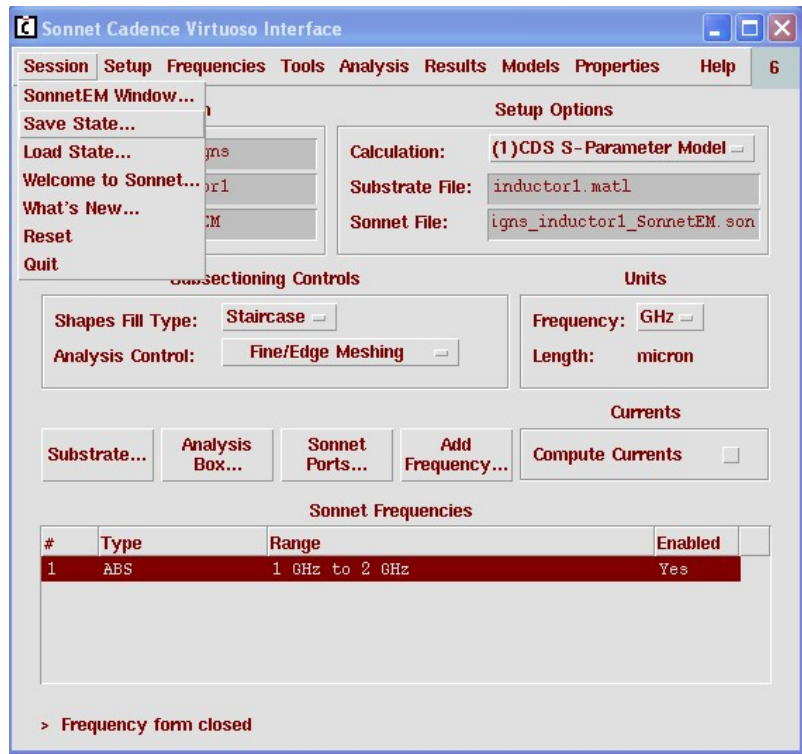 Sonnet Cadence Virtuoso Interface
Session Setup Frequencies Tools Analysis Results Models Properties Help 6
SonnetEM Window...
Save State...
Load State...
Welcome to Sonnet...
What's New...
Reset
Quit
Setup Options
Calculation: (1)CDS S-Parameter Model
Substrate File: inductor1.matl
Sonnet File: igns_inductor1_SonnetEM.son
Subsectioning Controls
Shapes Fill Type: Staircase
Analysis Control: Fine/Edge Meshing
Units
Frequency: GHz
Length: micron
Currents
Substrate... Analysis Box... Sonnet Ports... Add Frequency... Compute Currents
Sonnet Frequencies
# Type Range Enabled
1 ABS 1 GHz to 2 GHz Yes
> Frequency form closed